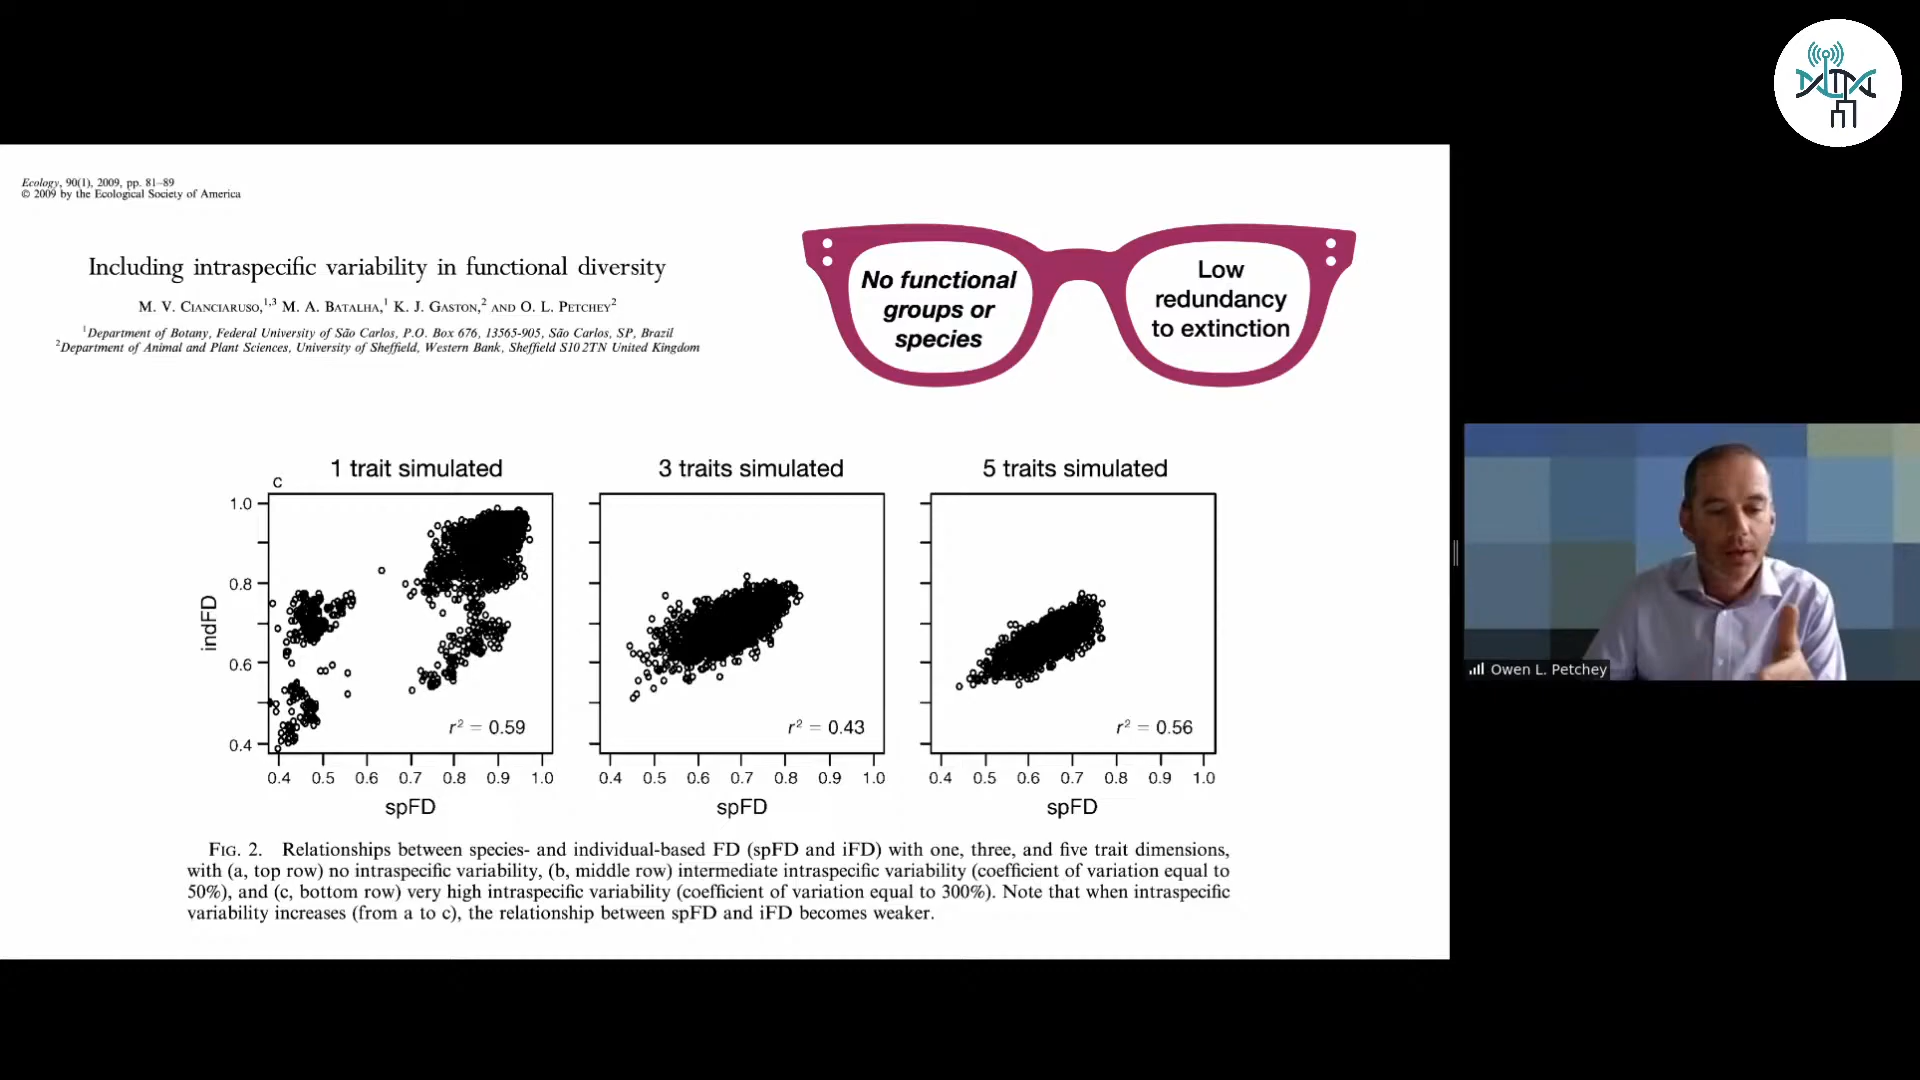 Ecology, 90(1), 2009, pp. 81–89
© 2009 by the Ecological Society of America
Including intraspecific variability in functional diversity
M. V. Cianciaruso,1,3 M. A. Batalha,1 K. J. Gaston,2 and O. L. Petchey2
1Department of Botany, Federal University of São Carlos, P.O. Box 676, 13565-905, São Carlos, SP, Brazil
2Department of Animal and Plant Sciences, University of Sheffield, Western Bank, Sheffield S10 2TN United Kingdom
No functional
groups or
species
Low
redundancy
to extinction
1 trait simulated
3 traits simulated
5 traits simulated
C
1.0
0.8
0.6
0.4
indFD
r2 = 0.59
r2 = 0.43
r2 = 0.56
0.4 0.5 0.6 0.7 0.8 0.9 1.0
0.4 0.5 0.6 0.7 0.8 0.9 1.0
0.4 0.5 0.6 0.7 0.8 0.9 1.0
spFD
spFD
spFD
Fig. 2. Relationships between species- and individual-based FD (spFD and iFD) with one, three, and five trait dimensions,
with (a, top row) no intraspecific variability, (b, middle row) intermediate intraspecific variability (coefficient of variation equal to
50%), and (c, bottom row) very high intraspecific variability (coefficient of variation equal to 300%). Note that when intraspecific
variability increases (from a to c), the relationship between spFD and iFD becomes weaker.
Owen L. Petchey